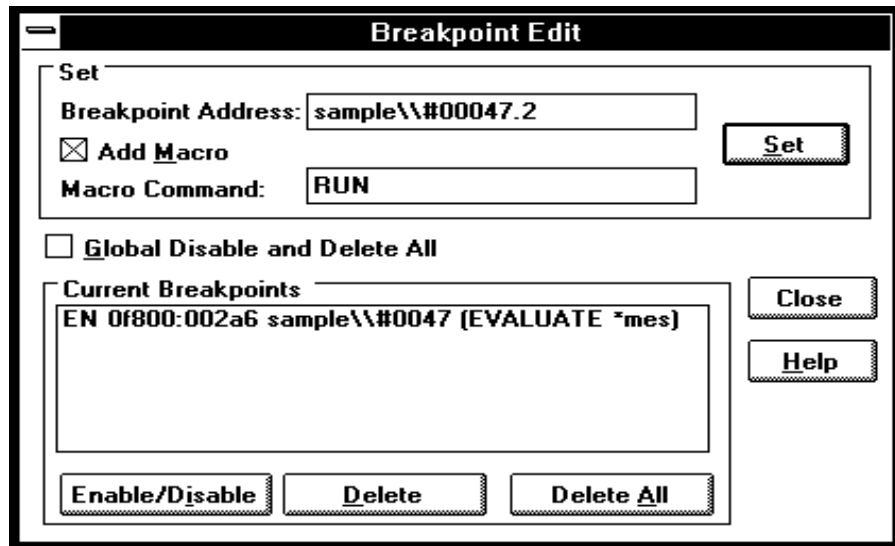 Breakpoint Edit
Set
Breakpoint Address: sample\\#00047.2
Add Macro
Set
Macro Command: RUN
Global Disable and Delete All
Current Breakpoints
Close
EN 0f800:002a6 sample\\#0047 (EVALUATE *mes)
Help
Enable/Disable Delete Delete All